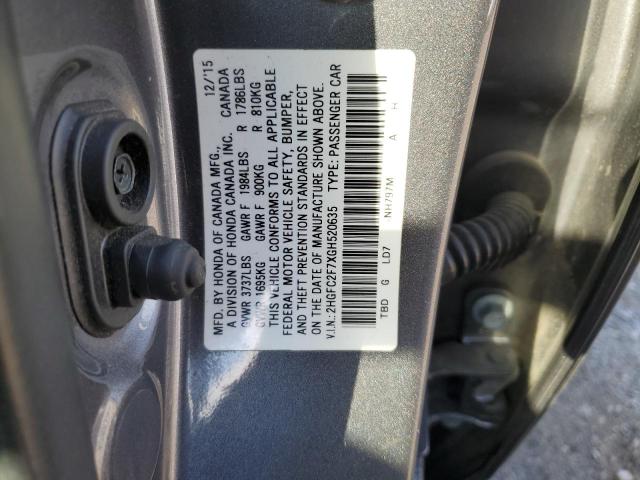 MFD. BY HONDA OF CANADA MFG., 12/'15
A DIVISION OF HONDA CANADA INC. CANADA
GVWR 3737LBS GAWR F 1984LBS R 1786LBS
GVWR 1695KG GAWR F 900KG R 810KG
THIS VEHICLE CONFORMS TO ALL APPLICABLE
FEDERAL MOTOR VEHICLE SAFETY, BUMPER,
AND THEFT PREVENTION STANDARDS IN EFFECT
ON THE DATE OF MANUFACTURE SHOWN ABOVE.
V.I.N.: 2HGFC2F7XGH520635 TYPE: PASSENGER CAR
TBD G LD7 NH797M A H